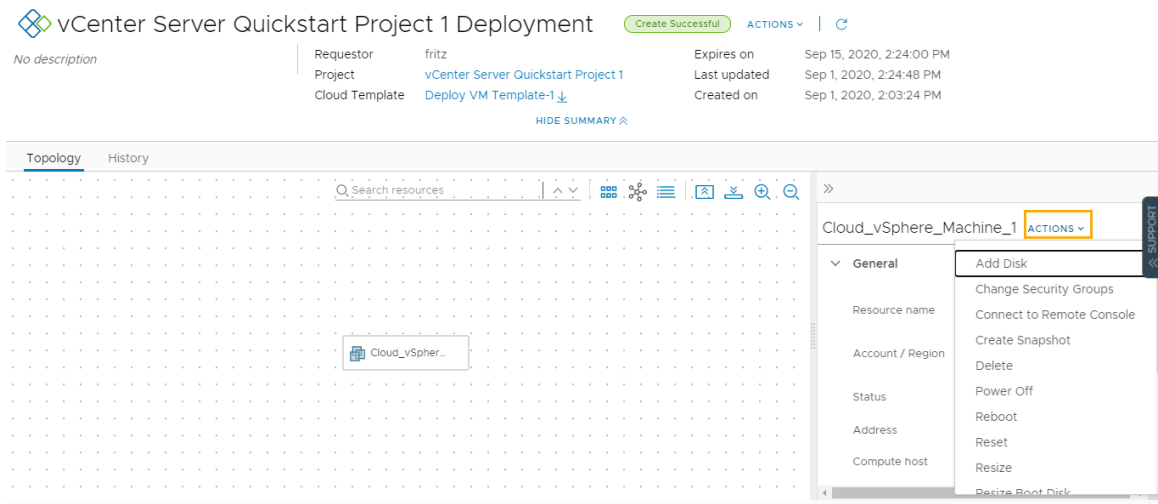 vCenter Server Quickstart Project 1 Deployment Create Successful ACTIONS
No description
Requestor fritz Expires on Sep 15, 2020, 2:24:00 PM
Project vCenter Server Quickstart Project 1 Last updated Sep 1, 2020, 2:24:48 PM
Cloud Template Deploy VM Template-1 Created on Sep 1, 2020, 2:03:24 PM
HIDE SUMMARY
Topology History
Search resources
Cloud_vSpher...
Cloud_vSphere_Machine_1 ACTIONS
SUPPORT
General
Resource name
Account / Region
Status
Address
Compute host
Add Disk
Change Security Groups
Connect to Remote Console
Create Snapshot
Delete
Power Off
Reboot
Reset
Resize
Resize Boot Disk